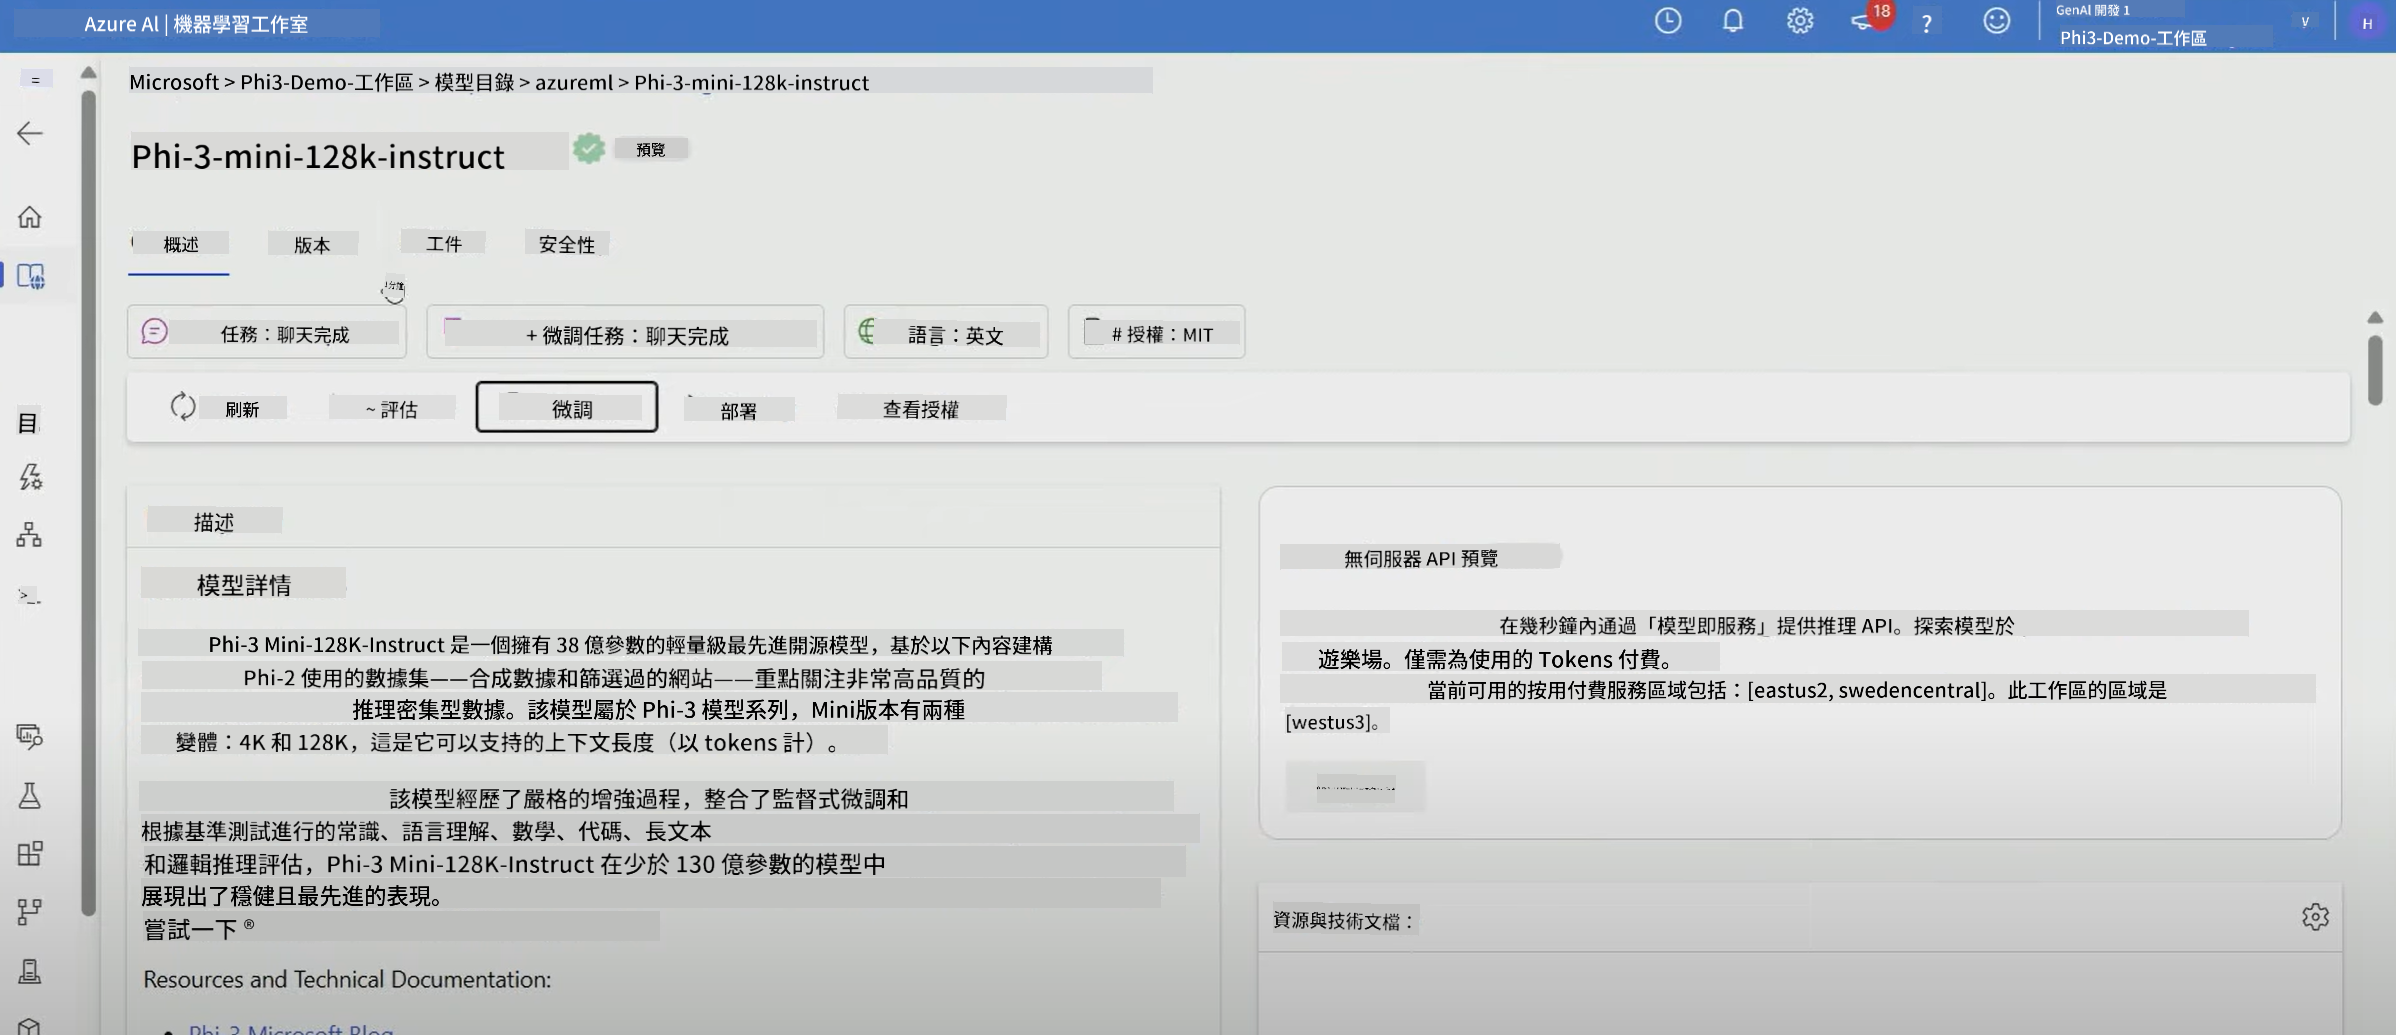 Azure AI | 機器學習工作室
18
?
GenAI 開發 1
Phi3-Demo-工作區
H
Microsoft > Phi3-Demo-工作區 > 模型目錄 > azureml > Phi-3-mini-128k-instruct
Phi-3-mini-128k-instruct
預覽
概述
版本
工件
安全性
任務：聊天完成
+ 微調任務：聊天完成
語言：英文
# 授權：MIT
刷新
~ 評估
微調
部署
查看授權
描述
模型詳情
Phi-3 Mini-128K-Instruct 是一個擁有 38 億參數的輕量級最先進開源模型，基於以下內容建構
Phi-2 使用的數據集——合成數據和篩選過的網站——重點關注非常高品質的
推理密集型數據。該模型屬於 Phi-3 模型系列，Mini版本有兩種
變體：4K 和 128K，這是它可以支持的上下文長度（以 tokens 計）。
該模型經歷了嚴格的增強過程，整合了監督式微調和
根據基準測試進行的常識、語言理解、數學、代碼、長文本
和邏輯推理評估，Phi-3 Mini-128K-Instruct 在少於 130 億參數的模型中
展現出了穩健且最先進的表現。
嘗試一下 ®
Resources and Technical Documentation:
Phi-3 Microsoft Blog
無伺服器 API 預覽
在幾秒鐘內通過「模型即服務」提供推理 API。探索模型於
遊樂場。僅需為使用的 Tokens 付費。
當前可用的按用付費服務區域包括：[eastus2, swedencentral]。此工作區的區域是
[westus3]。
資源與技術文檔：